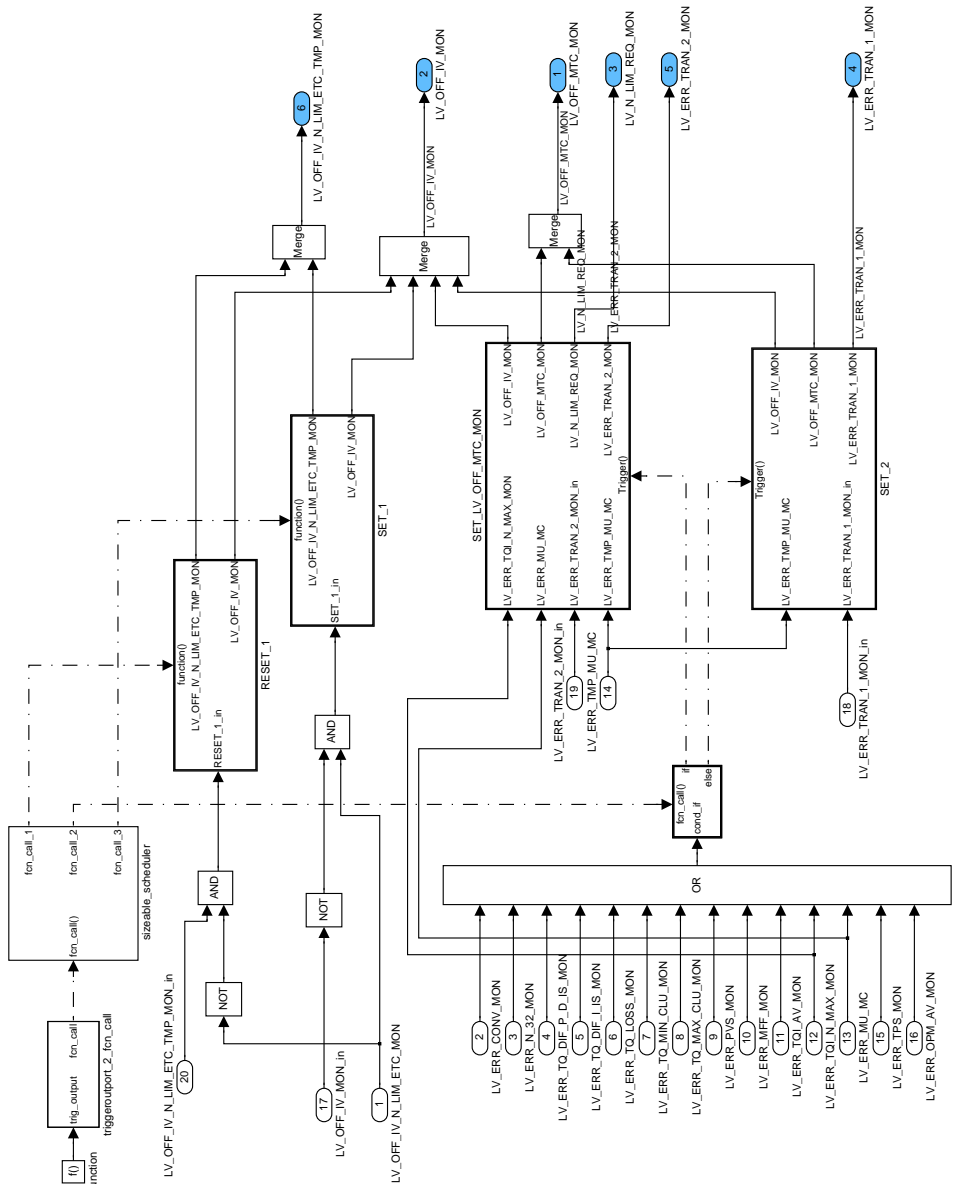 f()
unction
trig_output
fcn_call
triggeroutport_2_fcn_call
fcn_call()
fcn_call_1
fcn_call_2
fcn_call_3
sizeable_scheduler
20
LV_OFF_IV_N_LIM_ETC_TMP_MON_in
NOT
AND
17
LV_OFF_IV_MON_in
1
LV_OFF_IV_N_LIM_ETC_MON
NOT
AND
function()
RESET_1_in
LV_OFF_IV_N_LIM_ETC_TMP_MON
LV_OFF_IV_MON
RESET_1
function()
SET_1_in
LV_OFF_IV_N_LIM_ETC_TMP_MON
LV_OFF_IV_MON
SET_1
Merge
6
LV_OFF_IV_N_LIM_ETC_TMP_MON
Merge
LV_OFF_IV_MON
2
LV_OFF_IV_MON
SET_LV_OFF_MTC_MON
LV_ERR_TQI_N_MAX_MON
LV_ERR_MU_MC
LV_ERR_TRAN_2_MON_in
LV_ERR_TMP_MU_MC
Trigger()
LV_OFF_IV_MON
LV_OFF_MTC_MON
LV_N_LIM_REQ_MON
LV_ERR_TRAN_2_MON
LV_ERR_TRAN_2_MON_in
19
LV_ERR_TMP_MU_MC
14
Merge
LV_OFF_MTC_MON
1
LV_OFF_MTC_MON
LV_N_LIM_REQ_MON
3
LV_N_LIM_REQ_MON
LV_ERR_TRAN_2_MON
5
LV_ERR_TRAN_2_MON
Trigger()
LV_ERR_TMP_MU_MC
LV_ERR_TRAN_1_MON_in
LV_OFF_IV_MON
LV_OFF_MTC_MON
LV_ERR_TRAN_1_MON
SET_2
18
LV_ERR_TRAN_1_MON_in
LV_ERR_TRAN_1_MON
4
LV_ERR_TRAN_1_MON
fcn_call()
cond_if
if
else
OR
2
LV_ERR_CONV_MON
3
LV_ERR_N_32_MON
4
LV_ERR_TQ_DIF_P_D_IS_MON
5
LV_ERR_TQ_DIF_I_IS_MON
6
LV_ERR_TQ_LOSS_MON
7
LV_ERR_TQ_MIN_CLU_MON
8
LV_ERR_TQ_MAX_CLU_MON
9
LV_ERR_PVS_MON
10
LV_ERR_MFF_MON
11
LV_ERR_TQI_AV_MON
12
LV_ERR_TQI_N_MAX_MON
13
LV_ERR_MU_MC
15
LV_ERR_TPS_MON
16
LV_ERR_OPM_AV_MON